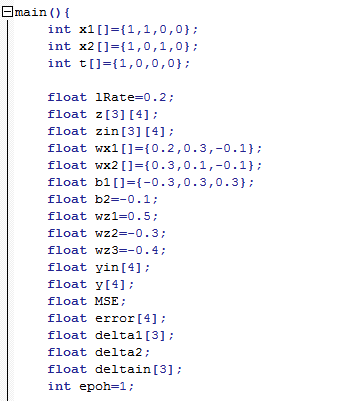 main(){
int x1[]={1,1,0,0};
int x2[]={1,0,1,0};
int t[]={1,0,0,0};
float lRate=0.2;
float z[3][4];
float zin[3][4];
float wx1[]={0.2,0.3,-0.1};
float wx2[]={0.3,0.1,-0.1};
float b1[]={-0.3,0.3,0.3};
float b2=-0.1;
float wz1=0.5;
float wz2=-0.3;
float wz3=-0.4;
float yin[4];
float y[4];
float MSE;
float error[4];
float delta1[3];
float delta2;
float deltain[3];
int epoh=1;